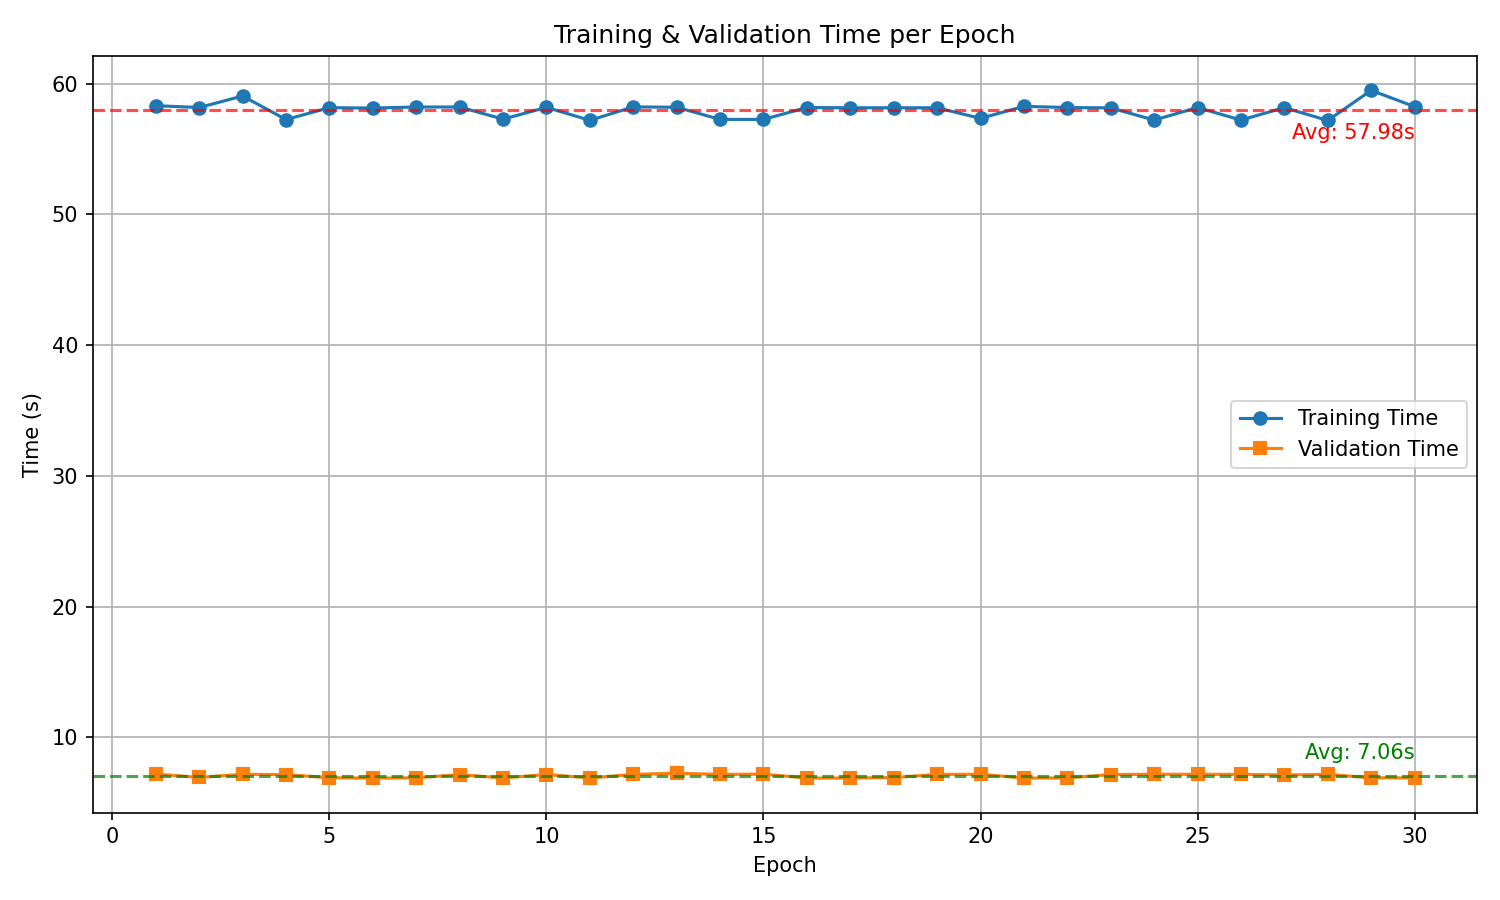 Training & Validation Time per Epoch
60
50
40
30
20
10
Time (s)
Avg: 57.98s
Training Time
Validation Time
Avg: 7.06s
0
5
10
15
20
25
30
Epoch